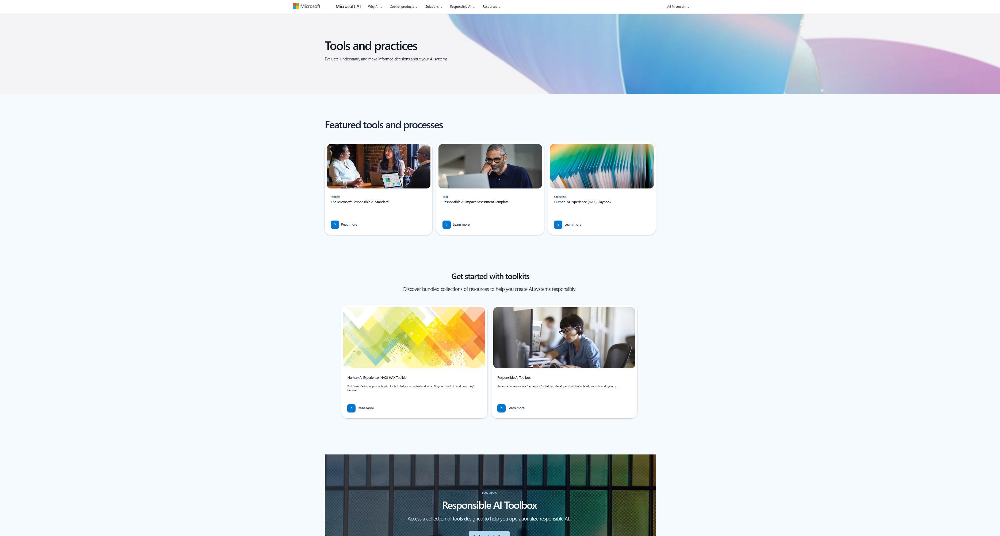 Microsoft
Microsoft AI
Why AI
Copilot products
Solutions
Responsible AI
Resources
All Microsoft
Tools and practices
Evaluate, understand, and make informed decisions about your AI systems.
Featured tools and processes
Process
The Microsoft Responsible AI Standard
Read more
Tool
Responsible AI Impact Assessment Template
Learn more
Guideline
Human-AI Experience (HAX) Playbook
Learn more
Get started with toolkits
Discover bundled collections of resources to help you create AI systems responsibly.
Human-AI Experience (HAX) HAX Toolkit
Build user-facing AI products with tools to help you understand what AI systems will do and how they'll
behave.
Read more
Responsible AI Toolbox
Access an open-source framework for helping developers build reliable AI products and systems.
Learn more
TOOLBOX
Responsible AI Toolbox
Access a collection of tools designed to help you operationalize responsible AI.